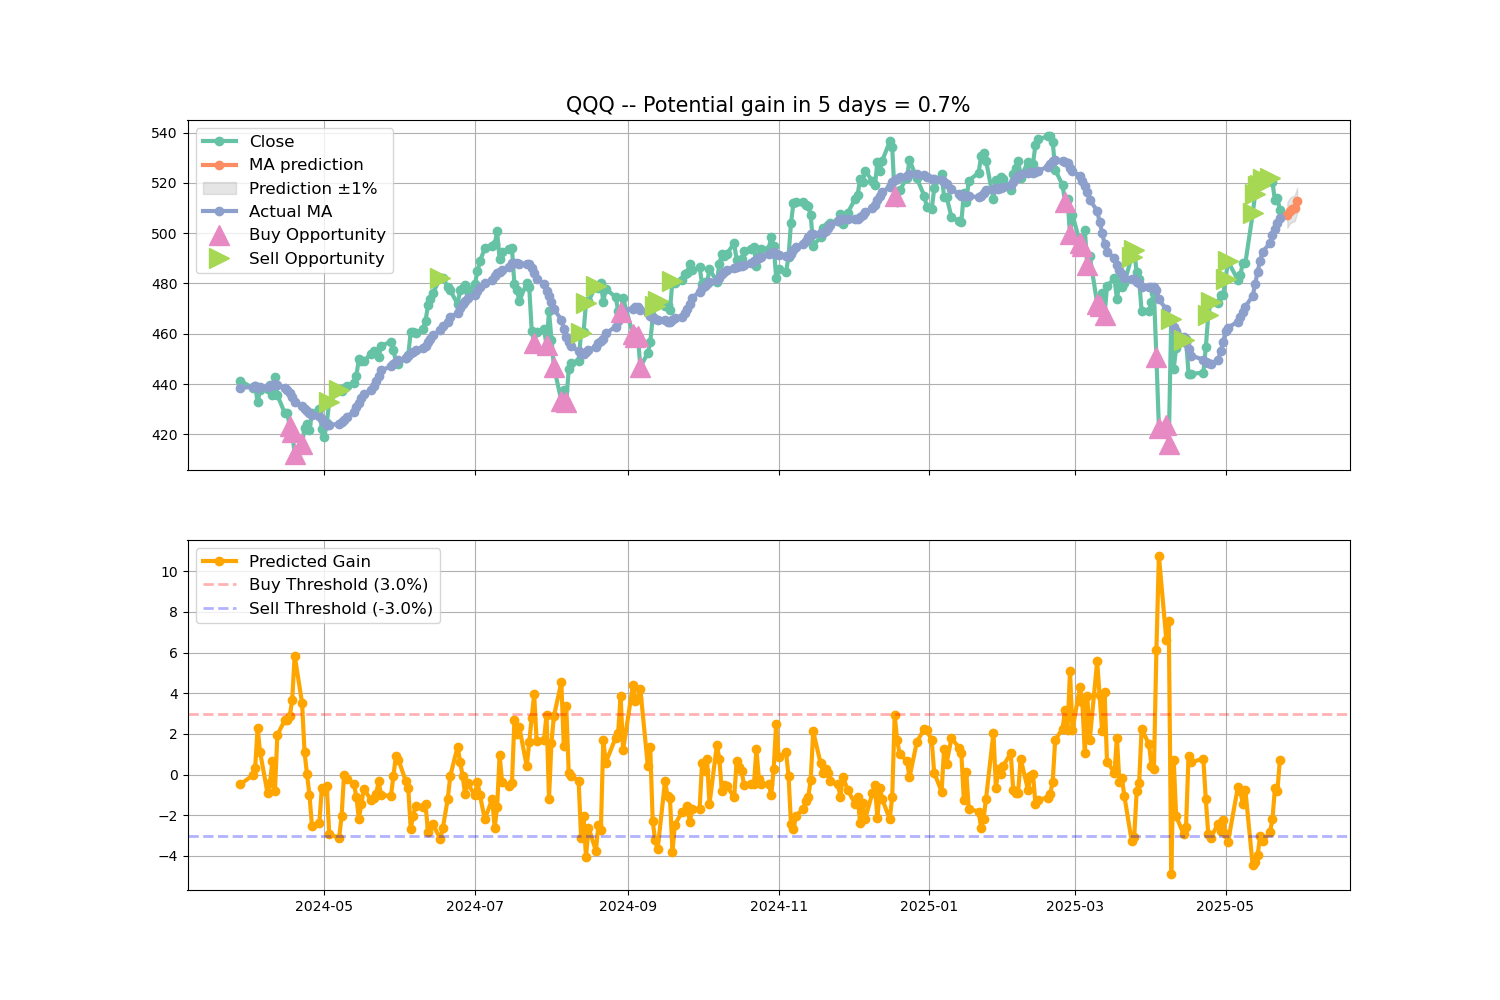 QQQ -- Potential gain in 5 days = 0.7%
540
520
500
480
460
440
420
Close
MA prediction
Prediction ±1%
Actual MA
Buy Opportunity
Sell Opportunity
10
8
6
4
2
0
−2
−4
Predicted Gain
Buy Threshold (3.0%)
Sell Threshold (-3.0%)
2024-05
2024-07
2024-09
2024-11
2025-01
2025-03
2025-05